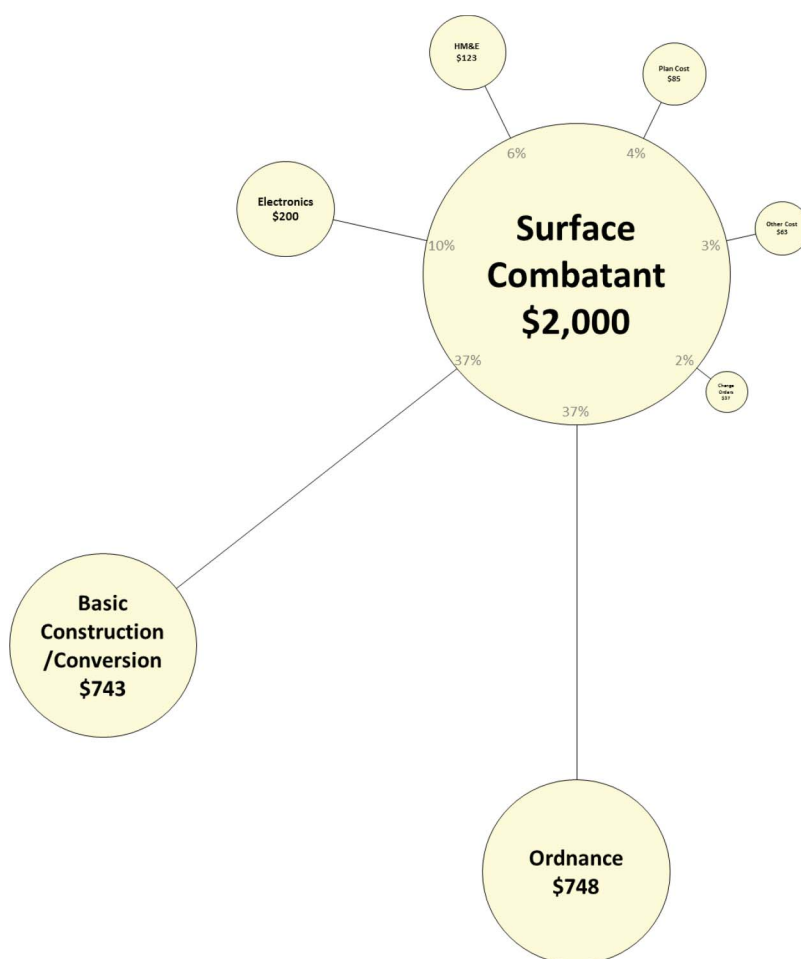 HM&E
$123
Plan Cost
$85
6%
4%
Electronics
$200
Other Cost
$63
10%
3%
Surface
Combatant
$2,000
37%
2%
Change
Orders
$37
37%
Basic
Construction
/Conversion
$743
Ordnance
$748